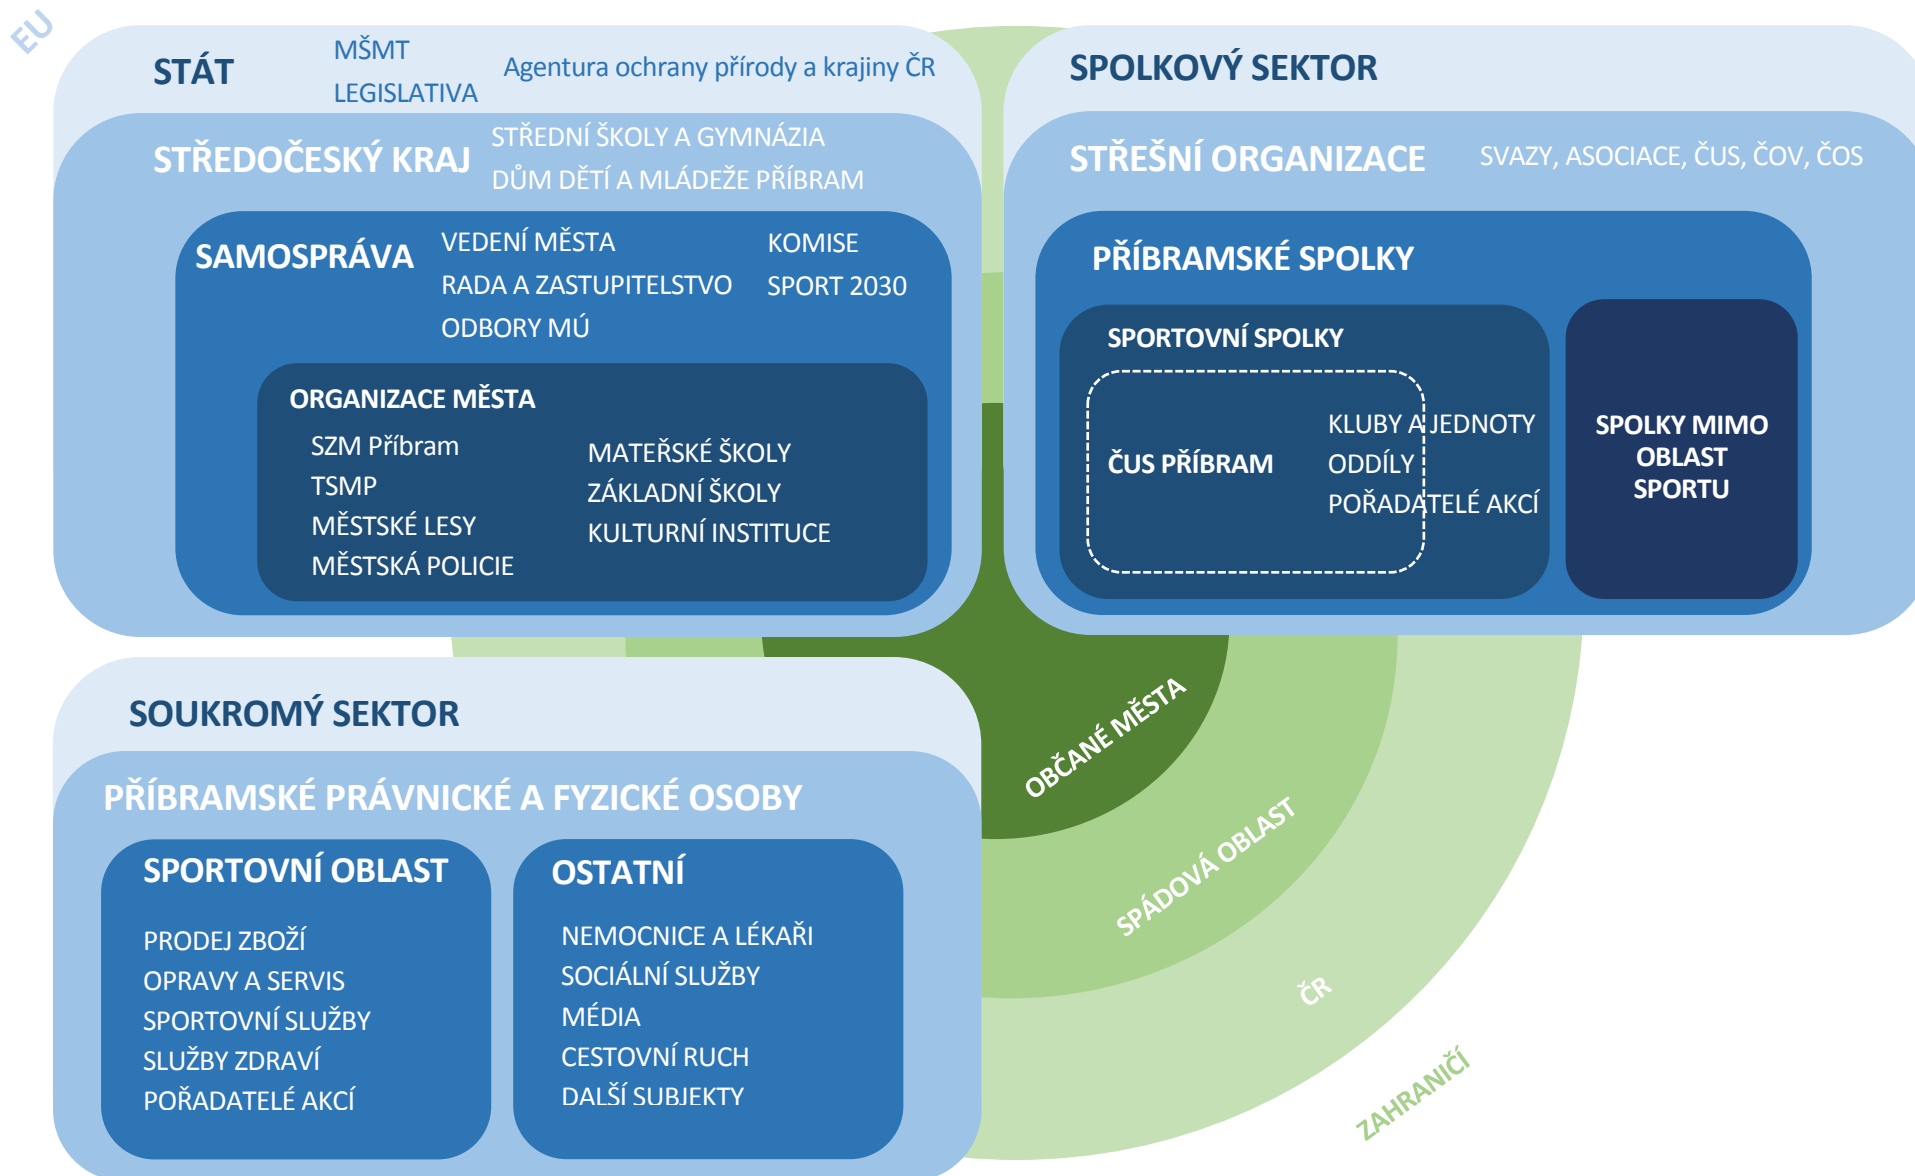 EU
STÁT
MŠMT
LEGISLATIVA
Agentura ochrany přírody a krajiny ČR
STŘEDOČESKÝ KRAJ
STŘEDNÍ ŠKOLY A GYMNÁZIA
DŮM DĚTÍ A MLÁDEŽE PŘÍBRAM
SAMOSPRÁVA
VEDENÍ MĚSTA
RADA A ZASTUPITELSTVO
ODBORY MÚ
KOMISE
SPORT 2030
ORGANIZACE MĚSTA
SZM Příbram
TSMP
MĚSTSKÉ LESY
MĚSTSKÁ POLICIE
MATEŘSKÉ ŠKOLY
ZÁKLADNÍ ŠKOLY
KULTURNÍ INSTITUCE
SPOLKOVÝ SEKTOR
STŘEŠNÍ ORGANIZACE
SVAZY, ASOCIACE, ČUS, ČOV, ČOS
PŘÍBRAMSKÉ SPOLKY
SPORTOVNÍ SPOLKY
ČUS PŘÍBRAM
KLUBY A JEDNOTY
ODDÍLY
POŘADATELÉ AKCÍ
SPOLKY MIMO
OBLAST
SPORTU
SOUKROMÝ SEKTOR
PŘÍBRAMSKÉ PRÁVNICKÉ A FYZICKÉ OSOBY
SPORTOVNÍ OBLAST
PRODEJ ZBOŽÍ
OPRAVY A SERVIS
SPORTOVNÍ SLUŽBY
SLUŽBY ZDRAVÍ
POŘADATELÉ AKCÍ
OSTATNÍ
NEMOCNICE A LÉKAŘI
SOCIÁLNÍ SLUŽBY
MÉDIA
CESTOVNÍ RUCH
DALŠÍ SUBJEKTY
OBČANÉ MĚSTA
SPÁDOVÁ OBLAST
ČR
ZAHRANIČÍ